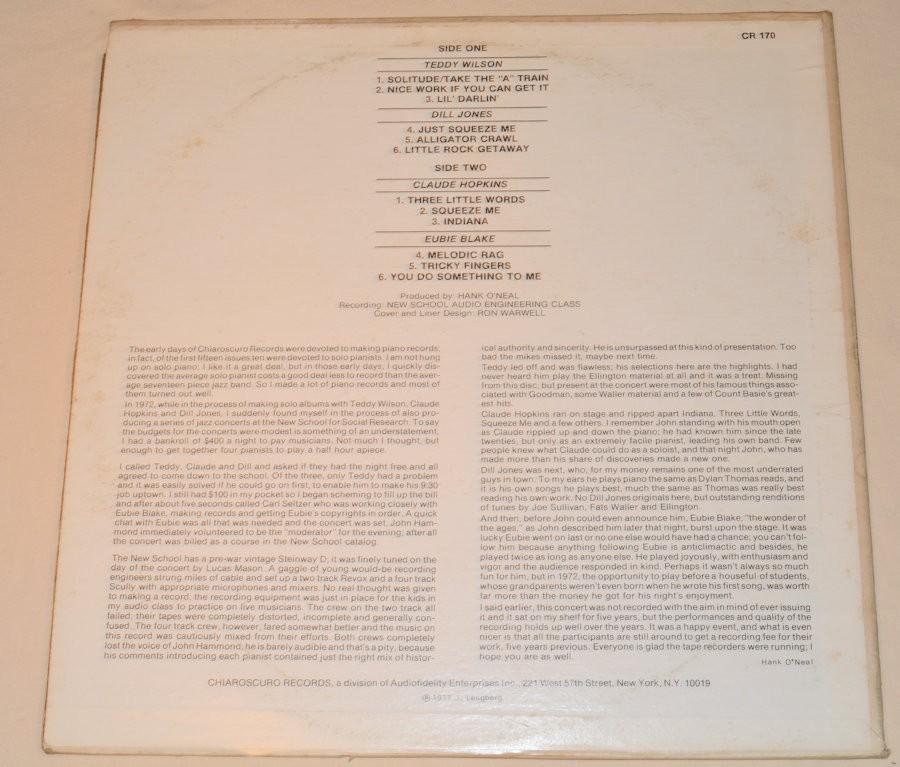 CR 170
SIDE ONE
TEDDY WILSON
1. SOLITUDE/TAKE THE "A" TRAIN
2. NICE WORK IF YOU CAN GET IT
3. LIL' DARLIN'
DILL JONES
4. JUST SQUEEZE ME
5. ALLIGATOR CRAWL
6. LITTLE ROCK GETAWAY
SIDE TWO
CLAUDE HOPKINS
1. THREE LITTLE WORDS
2. SQUEEZE ME
3. INDIANA
EUBIE BLAKE
4. MELODIC RAG
5. TRICKY FINGERS
6. YOU DO SOMETHING TO ME
Produced by: HANK O'NEAL
Recording: NEW SCHOOL AUDIO ENGINEERING CLASS
Cover and Liner Design: RON WARWELL
The early days of Chiaroscuro Records were devoted to making piano records;
in fact, of the first fifteen issues ten were devoted to solo pianists. I am not hung
up on solo piano; I like it a great deal, but in those early days, I quickly dis-
covered the average solo pianist costs a good deal less to record than the aver-
age seventeen piece jazz band. So I made a lot of piano records and most of
them turned out well.
In 1972, while in the process of making solo albums with Teddy Wilson, Claude
Hopkins and Dill Jones, I suddenly found myself in the process of also pro-
ducing a series of jazz concerts at the New School for Social Research. To say
the budgets for the concerts were modest is something of an understatement;
I had a bankroll of $400 a night to pay musicians. Not much I thought, but
enough to get together four pianists to play a half hour apiece.
I called Teddy, Claude and Dill and asked if they had the night free and all
agreed to come down to the school. Of the three, only Teddy had a problem
and it was easily solved if he could go on first, to enable him to make his 9:30
job uptown. I still had $100 in my pocket so I began scheming to fill up the bill
and after about five seconds called Carl Seltzer who was working closely with
Eubie Blake, making records and getting Eubie's copyrights in order. A quick
chat with Eubie was all that was needed and the concert was set. John Ham-
mond immediately volunteered to be the "moderator" for the evening; after all
the concert was billed as a course in the New School catalog.
The New School has a pre-war vintage Steinway D; it was finely tuned on the
day of the concert by Lucas Mason. A gaggle of young would-be recording
engineers strung miles of cable and set up a two track Revox and a four track
Scully with appropriate microphones and mixers. No real thought was given
to making a record; the recording equipment was just in place for the kids in
my audio class to practice on live musicians. The crew on the two track all
failed; their tapes were completely distorted, incomplete and generally con-
fused. The four track crew, however, fared somewhat better and the music on
this record was cautiously mixed from their efforts. Both crews completely
lost the voice of John Hammond; he is barely audible and that's a pity, because
his comments introducing each pianist contained just the right mix of histor-
ical authority and sincerity. He is unsurpassed at this kind of presentation. Too
bad the mikes missed it; maybe next time.
Teddy led off and was flawless; his selections here are the highlights. I had
never heard him play the Ellington material at all and it was a treat. Missing
from this disc, but present at the concert were most of his famous things asso-
ciated with Goodman, some Waller material and a few of Count Basie's great-
est hits.
Claude Hopkins ran on stage and ripped apart Indiana, Three Little Words,
Squeeze Me and a few others. I remember John standing with his mouth open
as Claude rippled up and down the piano; he had known him since the late
twenties, but only as an extremely facile pianist, leading his own band. Few
people knew what Claude could do as a soloist, and that night John, who has
made more than his share of discoveries made a new one.
Dill Jones was next, who, for my money remains one of the most underrated
guys in town. To my ears he plays piano the same as Dylan Thomas reads, and
it is his own songs he plays best, much the same as Thomas was really best
reading his own work. No Dill Jones originals here, but outstanding renditions
of tunes by Joe Sullivan, Fats Waller and Ellington.
And then, before John could even announce him, Eubie Blake, "the wonder of
the ages," as John described him later that night, burst upon the stage. It was
lucky Eubie went on last or no one else would have had a chance; you can't fol-
low him because anything following Eubie is anticlimactic and besides, he
played twice as long as anyone else. He played joyously, with enthusiasm and
vigor and the audience responded in kind. Perhaps it wasn't always so much
fun for him, but in 1972, the opportunity to play before a houseful of students,
whose grandparents weren't even born when he wrote his first song, was worth
far more than the money he got for his night's enjoyment.
I said earlier, this concert was not recorded with the aim in mind of ever issuing
it and it sat on my shelf for five years, but the performances and quality of the
recording holds up well over the years. It was a happy event, and what is even
nicer is that all the participants are still around to get a recording fee for their
work, five years previous. Everyone is glad the tape recorders were running; I
hope you are as well.
Hank O'Neal
CHIAROSCURO RECORDS, a division of Audiofidelity Enterprises Inc., 221 West 57th Street, New York, N.Y. 10019
℗ 1977 J. Lengberg